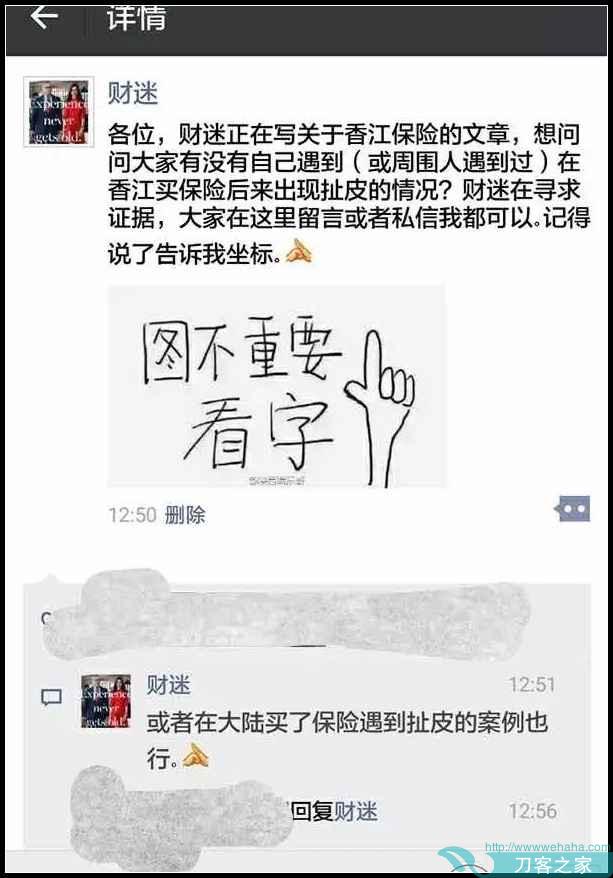 详情
财迷
各位，财迷正在写关于香江保险的文章，想问
问大家有没有自己遇到（或周围人遇到过）在
香江买保险后来出现扯皮的情况？财迷在寻求
证据，大家在这里留言或者私信我都可以。记得
说了告诉我坐标。
Experience
never
gets old.
图不重要
看字
12:50 删除
财迷 12:51
Experience
never
gets old.
或者在大陆买了保险遇到扯皮的案例也
行。
回复财迷 12:56
http://wwwwehaha.com
刀客之家